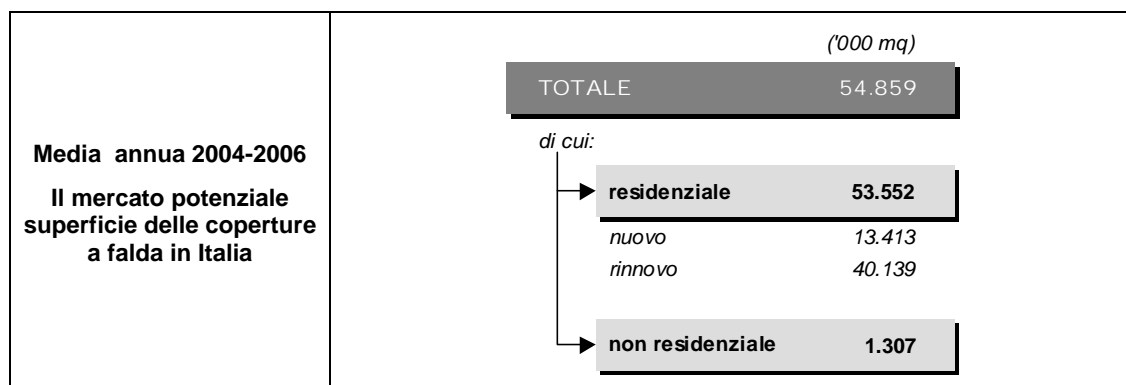 Media annua 2004-2006
Il mercato potenziale
superficie delle coperture
a falda in Italia
('000 mq)
TOTALE 54.859
di cui:
residenziale 53.552
nuovo 13.413
rinnovo 40.139
non residenziale 1.307